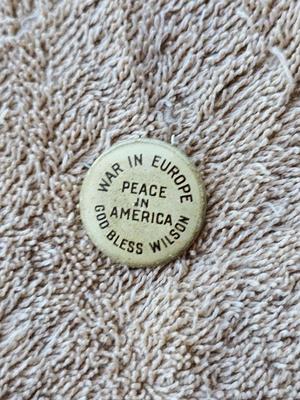 WAR IN EUROPE
PEACE
IN
AMERICA
GOD BLESS WILSON